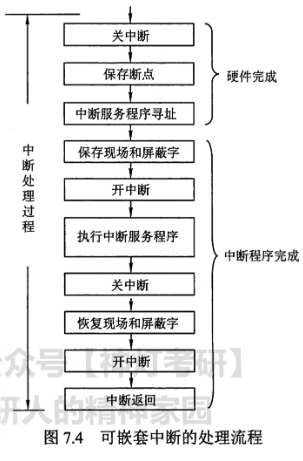 关中断
保存断点
中断服务程序寻址
硬件完成
中断处理过程
保存现场和屏蔽字
开中断
执行中断服务程序
关中断
恢复现场和屏蔽字
开中断
中断返回
中断程序完成
众号【神灯考研】
研人的精神家园
图 7.4 可嵌套中断的处理流程